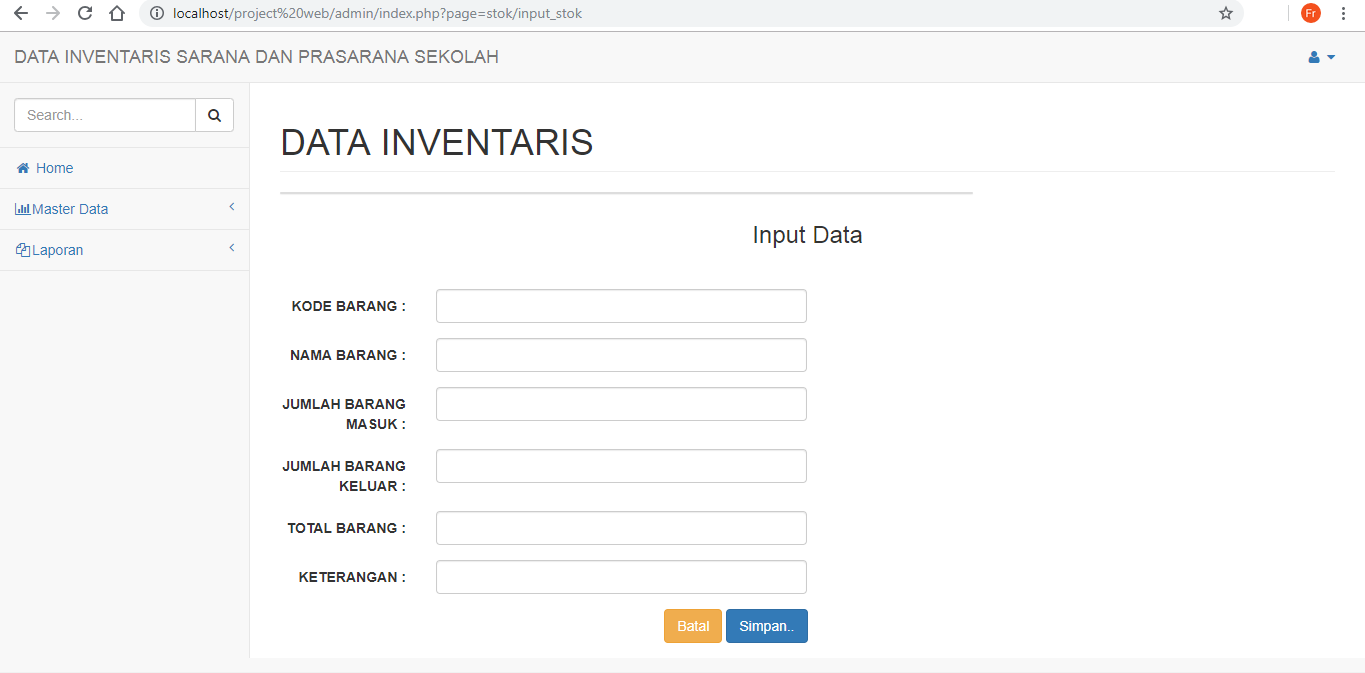 localhost/project%20web/admin/index.php?page=stok/input_stok
Fr
DATA INVENTARIS SARANA DAN PRASARANA SEKOLAH
Search...
Home
Master Data
Laporan
DATA INVENTARIS
Input Data
KODE BARANG :
NAMA BARANG :
JUMLAH BARANG
MASUK :
JUMLAH BARANG
KELUAR :
TOTAL BARANG :
KETERANGAN :
Batal Simpan..